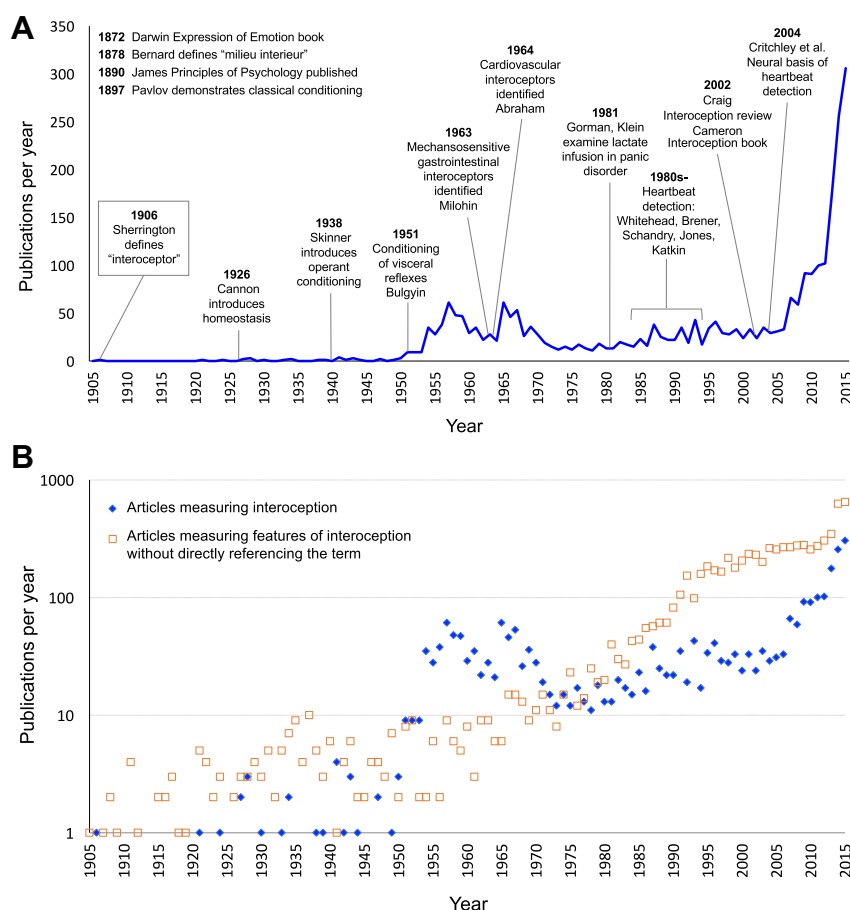 A
1872 Darwin Expression of Emotion book
1878 Bernard defines “milieu interieur”
1890 James Principles of Psychology published
1897 Pavlov demonstrates classical conditioning
1906
Sherrington
defines
“interoceptor”
1926
Cannon
introduces
homeostasis
1938
Skinner
introduces
operant
conditioning
1951
Conditioning
of visceral
reflexes
Bulgyin
1963
Mechansosensitive
gastrointestinal
interoceptors
identified
Milohin
1964
Cardiovascular
interoceptors
identified
Abraham
1981
Gorman, Klein
examine lactate
infusion in panic
disorder
1980s-
Heartbeat
detection:
Whitehead, Brener,
Schandry, Jones,
Katkin
2002
Craig
Interoception review
Cameron
Interoception book
2004
Critchley et al.
Neural basis of
heartbeat
detection
Publications per year
350
300
250
200
150
100
50
0
1905
1910
1915
1920
1925
1930
1935
1940
1945
1950
1955
1960
1965
1970
1975
1980
1985
1990
1995
2000
2005
2010
2015
Year
B
Articles measuring interoception
Articles measuring features of interoception
without directly referencing the term
Publications per year
1000
100
10
1
1905
1910
1915
1920
1925
1930
1935
1940
1945
1950
1955
1960
1965
1970
1975
1980
1985
1990
1995
2000
2005
2010
2015
Year